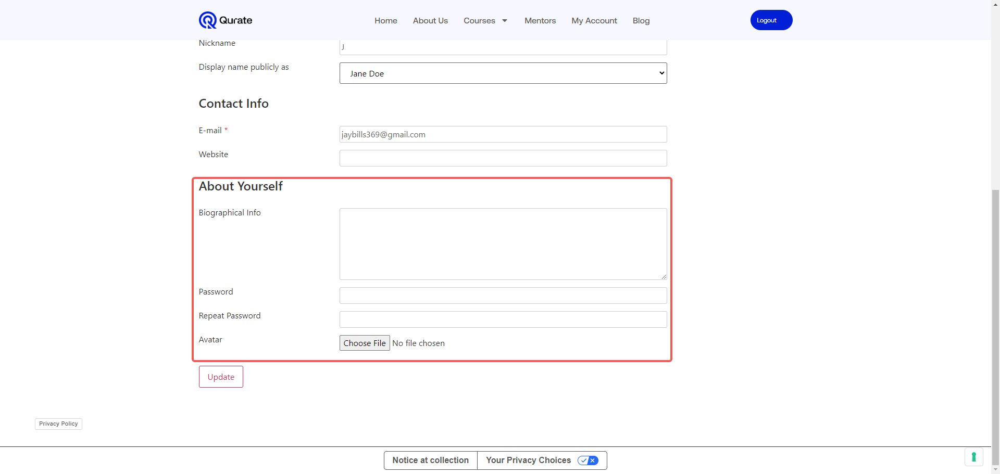 Qurate
Home About Us Courses Mentors My Account Blog
Logout
Nickname
J
Display name publicly as
Jane Doe
Contact Info
E-mail *
jaybills369@gmail.com
Website
About Yourself
Biographical Info
Password
Repeat Password
Avatar
Choose File No file chosen
Update
Privacy Policy
Notice at collection
Your Privacy Choices